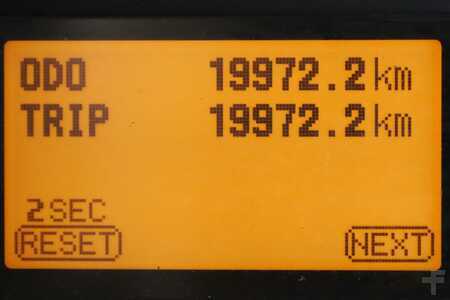 ODO 19972.2 km
TRIP 19972.2 km
2 SEC
RESET NEXT